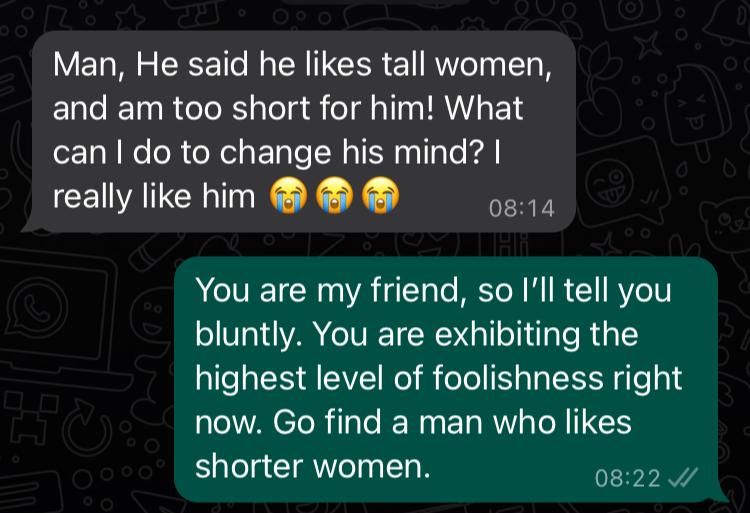 Man, He said he likes tall women,
and am too short for him! What
can I do to change his mind? I
really like him 😭😭😭
08:14
You are my friend, so I’ll tell you
bluntly. You are exhibiting the
highest level of foolishness right
now. Go find a man who likes
shorter women.
08:22